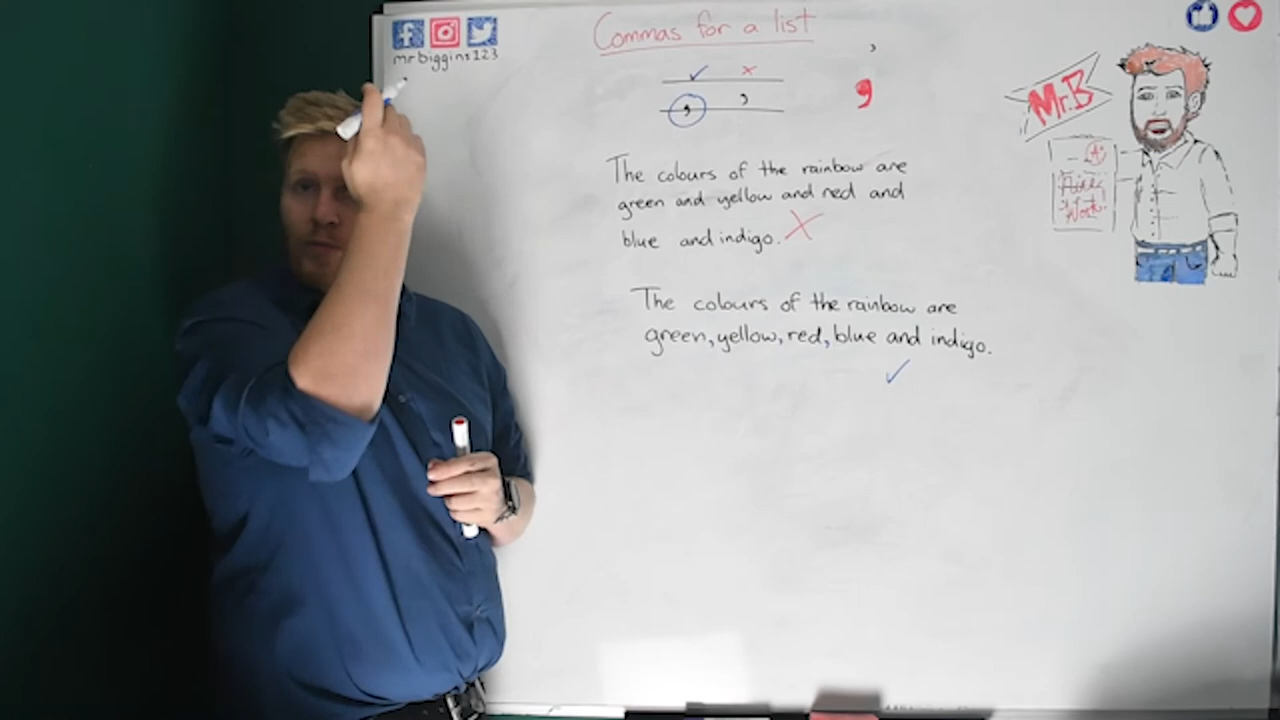 Commas for a list
mrbiggins123
Mr.B
A+
The colours of the rainbow are
green and yellow and red and
blue and indigo.
The colours of the rainbow are
green, yellow, red, blue and indigo.